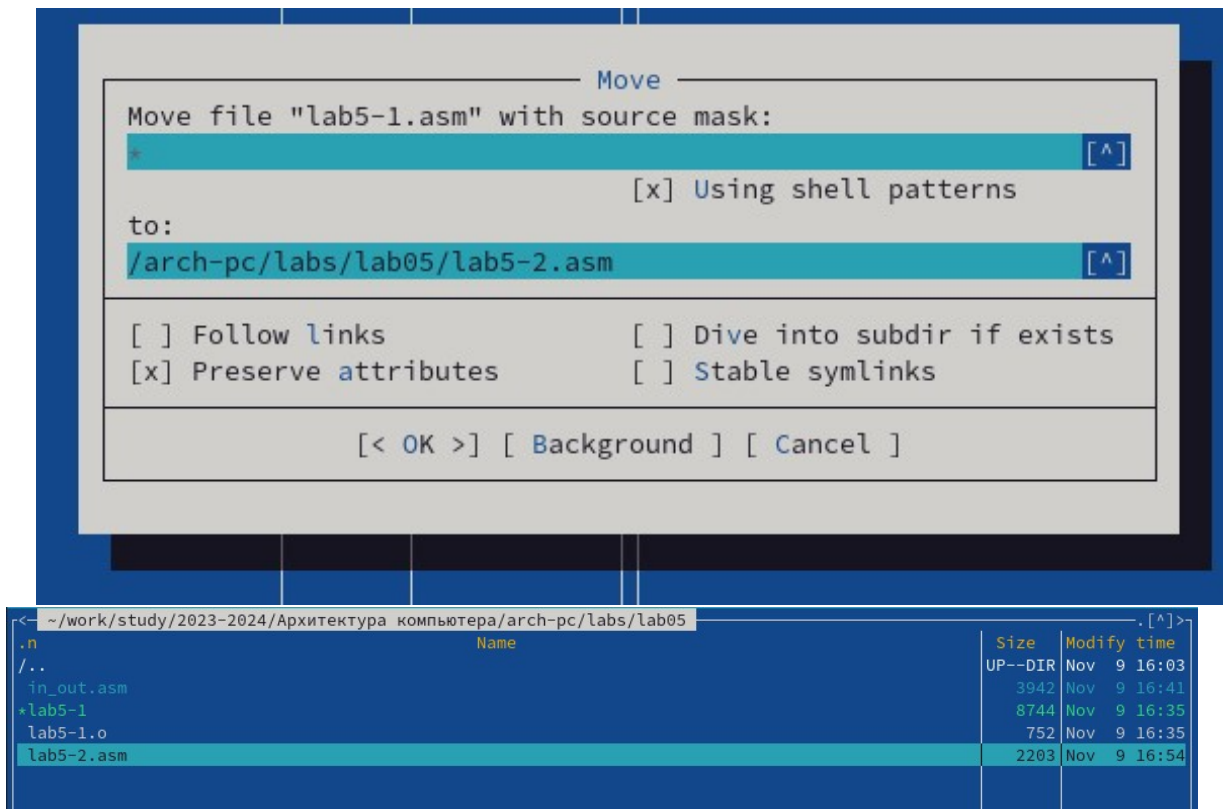 Move
Move file "lab5-1.asm" with source mask:
* [^]
[x] Using shell patterns
to:
/arch-pc/labs/lab05/lab5-2.asm [^]
[ ] Follow links [ ] Dive into subdir if exists
[x] Preserve attributes [ ] Stable symlinks
[< OK >] [ Background ] [ Cancel ]
<- ~/work/study/2023-2024/Архитектура компьютера/arch-pc/labs/lab05 .[^]>
.n Name Size Modify time
/.. UP--DIR Nov 9 16:03
in_out.asm 3942 Nov 9 16:41
*lab5-1 8744 Nov 9 16:35
lab5-1.o 752 Nov 9 16:35
lab5-2.asm 2203 Nov 9 16:54